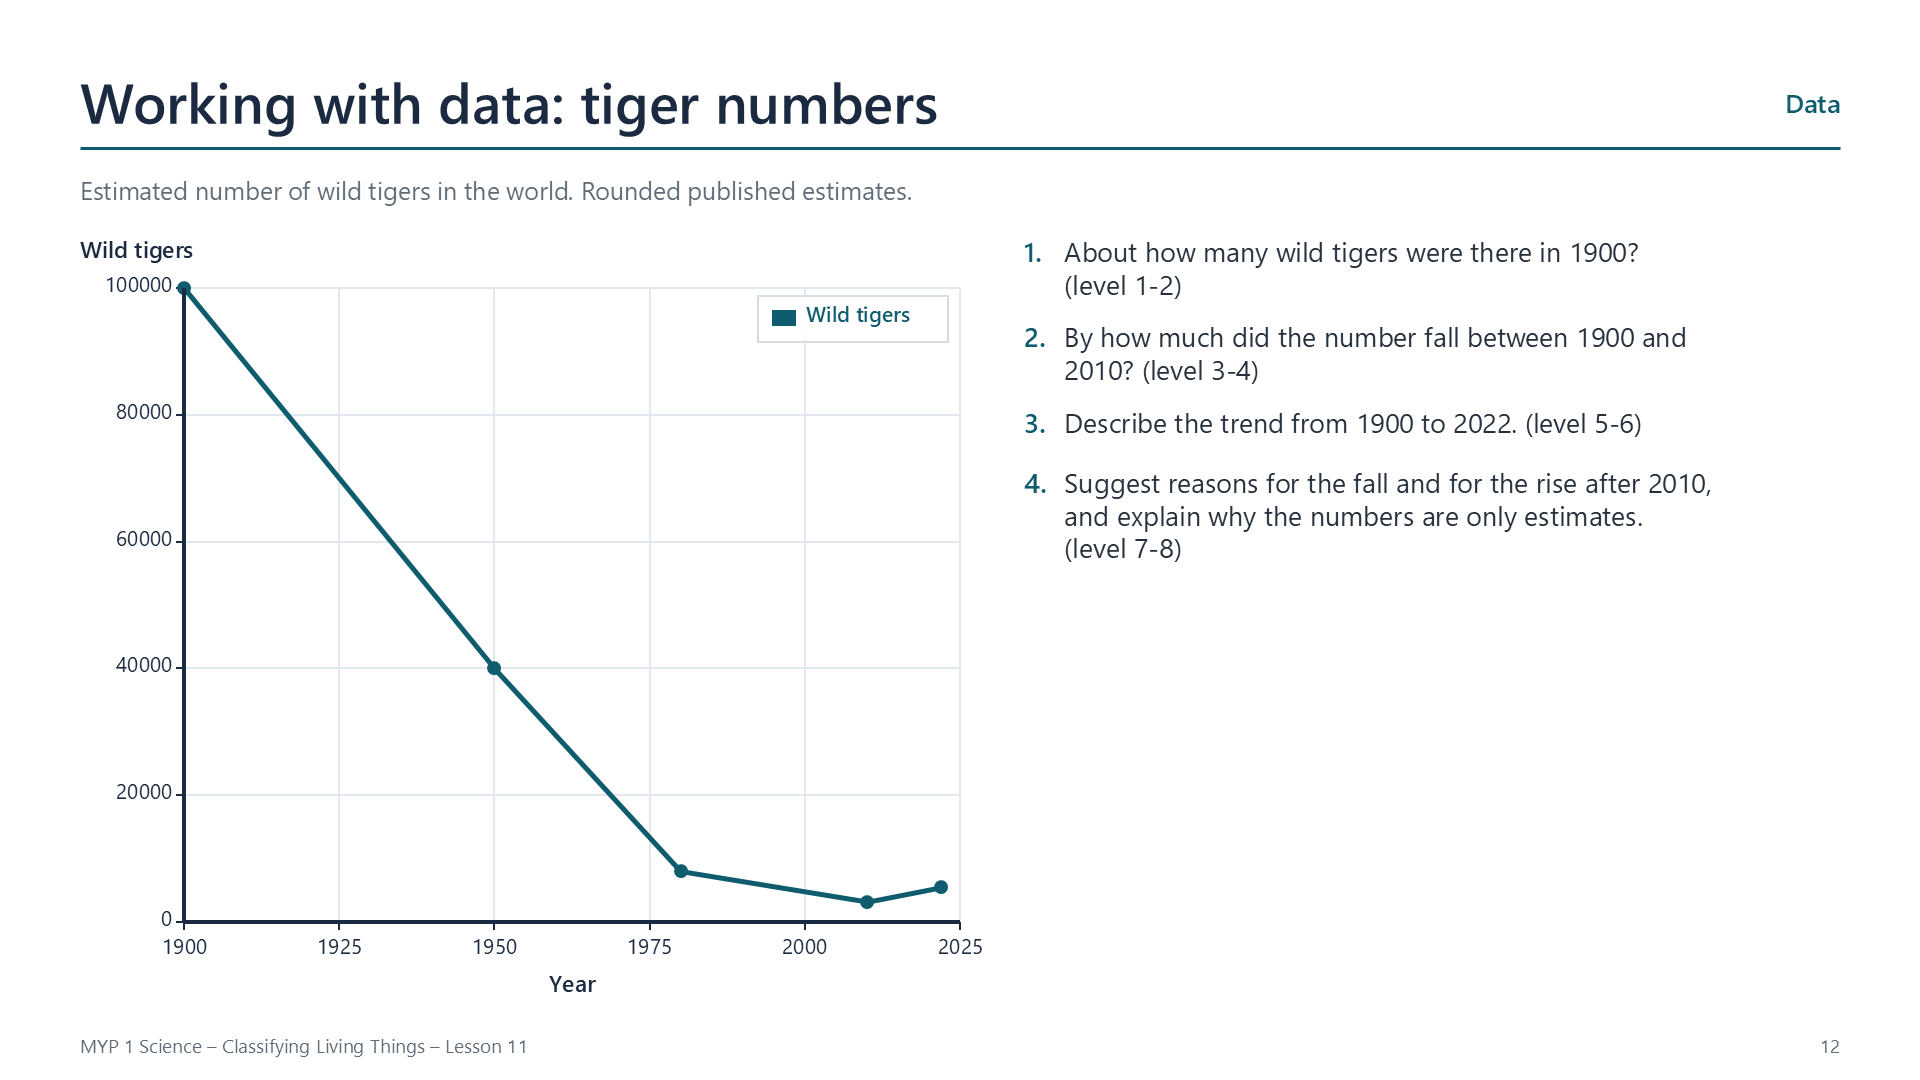 Working with data: tiger numbers
Data
Estimated number of wild tigers in the world. Rounded published estimates.
Wild tigers
100000
80000
60000
40000
20000
0
Wild tigers
1900
1925
1950
1975
2000
2025
Year
1. About how many wild tigers were there in 1900?
(level 1-2)
2. By how much did the number fall between 1900 and
2010? (level 3-4)
3. Describe the trend from 1900 to 2022. (level 5-6)
4. Suggest reasons for the fall and for the rise after 2010,
and explain why the numbers are only estimates.
(level 7-8)
MYP 1 Science – Classifying Living Things – Lesson 11
12